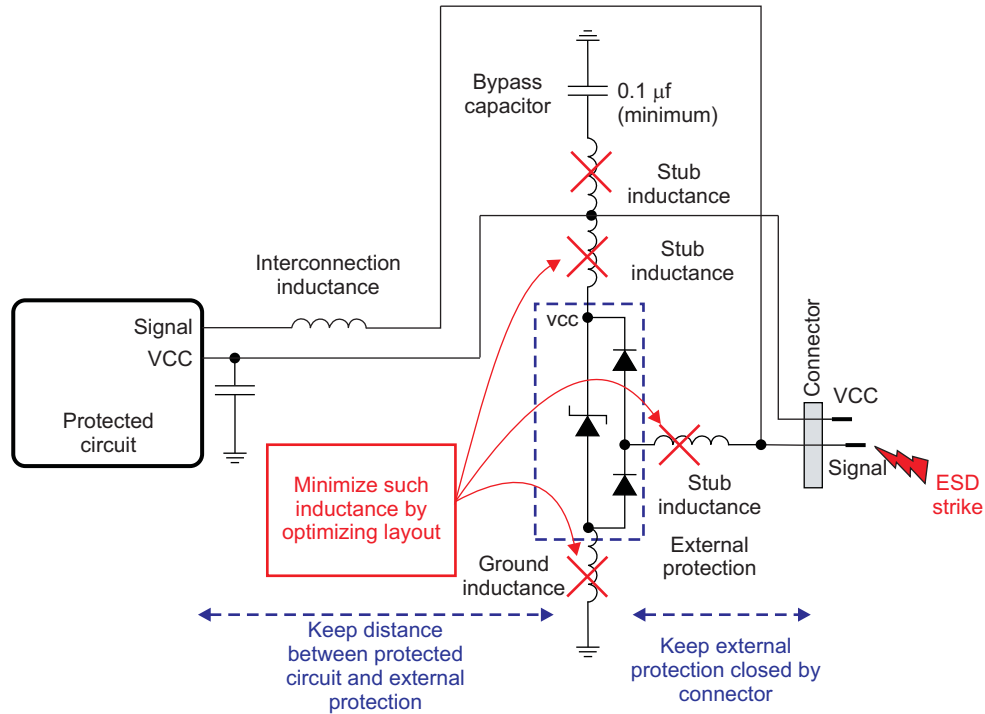 Bypass
capacitor
0.1 μf
(minimum)
Stub
inductance
Stub
inductance
Interconnection
inductance
Signal
VCC
Protected
circuit
vcc
Connector
VCC
Signal
ESD
strike
Minimize such
inductance by
optimizing layout
Stub
inductance
External
protection
Ground
inductance
Keep distance
between protected
circuit and external
protection
Keep external
protection closed by
connector